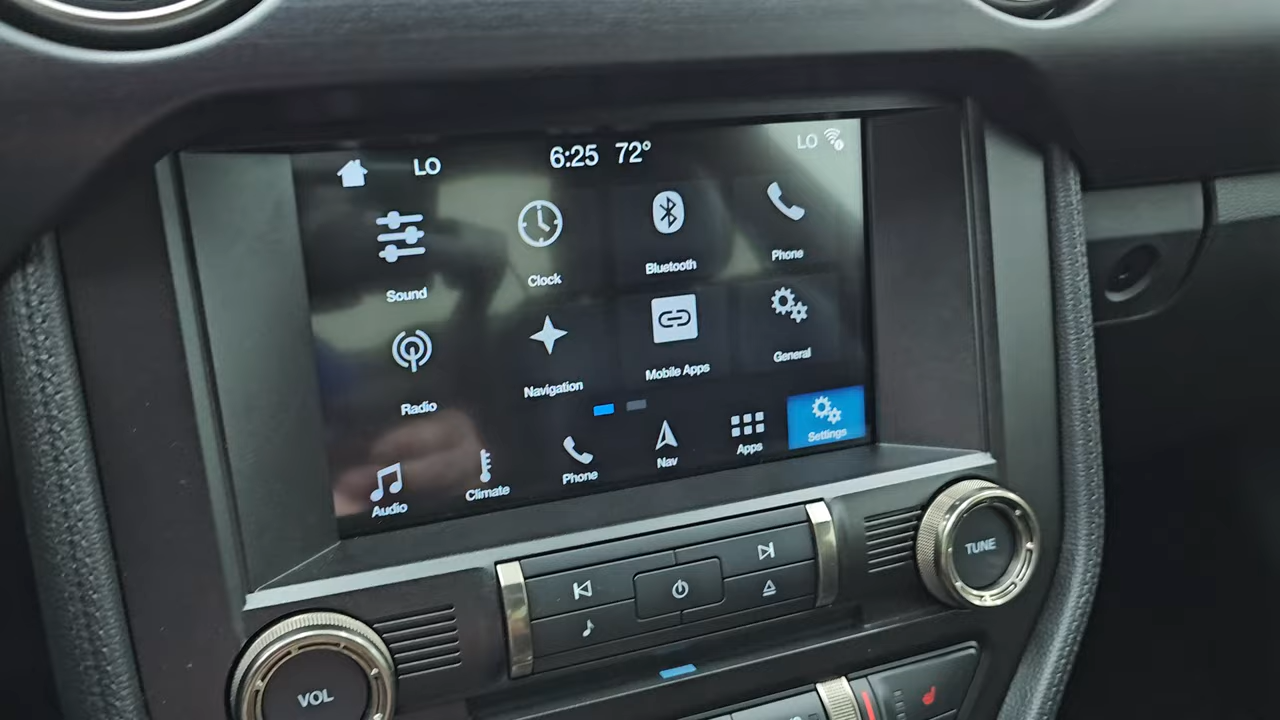 LO 6:25 72° LO
Sound Clock Bluetooth Phone
Radio Navigation Mobile Apps General
Audio Climate Phone Nav Apps Settings
VOL
TUNE